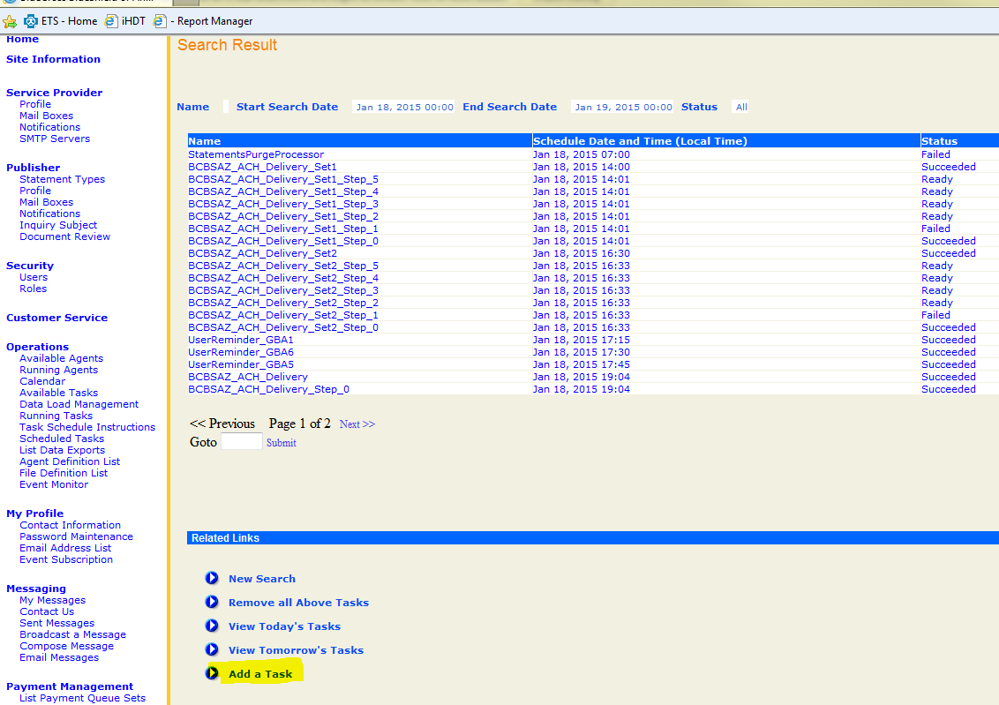 ETS - Home iHDT - Report Manager
Home
Site Information
Service Provider
Profile
Mail Boxes
Notifications
SMTP Servers
Publisher
Statement Types
Profile
Mail Boxes
Notifications
Inquiry Subject
Document Review
Security
Users
Roles
Customer Service
Operations
Available Agents
Running Agents
Calendar
Available Tasks
Data Load Management
Running Tasks
Task Schedule Instructions
Scheduled Tasks
List Data Exports
Agent Definition List
File Definition List
Event Monitor
My Profile
Contact Information
Password Maintenance
Email Address List
Event Subscription
Messaging
My Messages
Contact Us
Sent Messages
Broadcast a Message
Compose Message
Email Messages
Payment Management
List Payment Queue Sets
Search Result
Name Start Search Date Jan 18, 2015 00:00 End Search Date Jan 19, 2015 00:00 Status All
Name Schedule Date and Time (Local Time) Status
StatementsPurgeProcessor Jan 18, 2015 07:00 Failed
BCBSAZ_ACH_Delivery_Set1 Jan 18, 2015 14:00 Succeeded
BCBSAZ_ACH_Delivery_Set1_Step_5 Jan 18, 2015 14:01 Ready
BCBSAZ_ACH_Delivery_Set1_Step_4 Jan 18, 2015 14:01 Ready
BCBSAZ_ACH_Delivery_Set1_Step_3 Jan 18, 2015 14:01 Ready
BCBSAZ_ACH_Delivery_Set1_Step_2 Jan 18, 2015 14:01 Ready
BCBSAZ_ACH_Delivery_Set1_Step_1 Jan 18, 2015 14:01 Failed
BCBSAZ_ACH_Delivery_Set1_Step_0 Jan 18, 2015 14:01 Succeeded
BCBSAZ_ACH_Delivery_Set2 Jan 18, 2015 16:30 Succeeded
BCBSAZ_ACH_Delivery_Set2_Step_5 Jan 18, 2015 16:33 Ready
BCBSAZ_ACH_Delivery_Set2_Step_4 Jan 18, 2015 16:33 Ready
BCBSAZ_ACH_Delivery_Set2_Step_3 Jan 18, 2015 16:33 Ready
BCBSAZ_ACH_Delivery_Set2_Step_2 Jan 18, 2015 16:33 Ready
BCBSAZ_ACH_Delivery_Set2_Step_1 Jan 18, 2015 16:33 Failed
BCBSAZ_ACH_Delivery_Set2_Step_0 Jan 18, 2015 16:33 Succeeded
UserReminder_GBA1 Jan 18, 2015 17:15 Succeeded
UserReminder_GBA6 Jan 18, 2015 17:30 Succeeded
UserReminder_GBA5 Jan 18, 2015 17:45 Succeeded
BCBSAZ_ACH_Delivery Jan 18, 2015 19:04 Succeeded
BCBSAZ_ACH_Delivery_Step_0 Jan 18, 2015 19:04 Succeeded
<< Previous Page 1 of 2 Next >>
Goto Submit
Related Links
New Search
Remove all Above Tasks
View Today's Tasks
View Tomorrow's Tasks
Add a Task